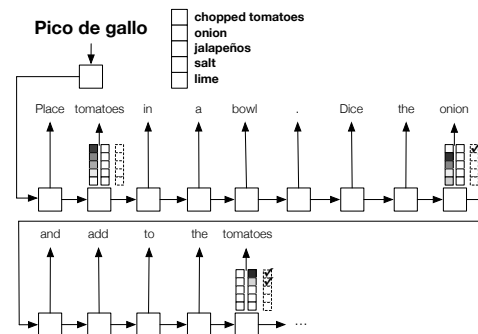 Pico de gallo
chopped tomatoes
onion
jalapeños
salt
lime
Place tomatoes in a bowl . Dice the onion
and add to the tomatoes
...